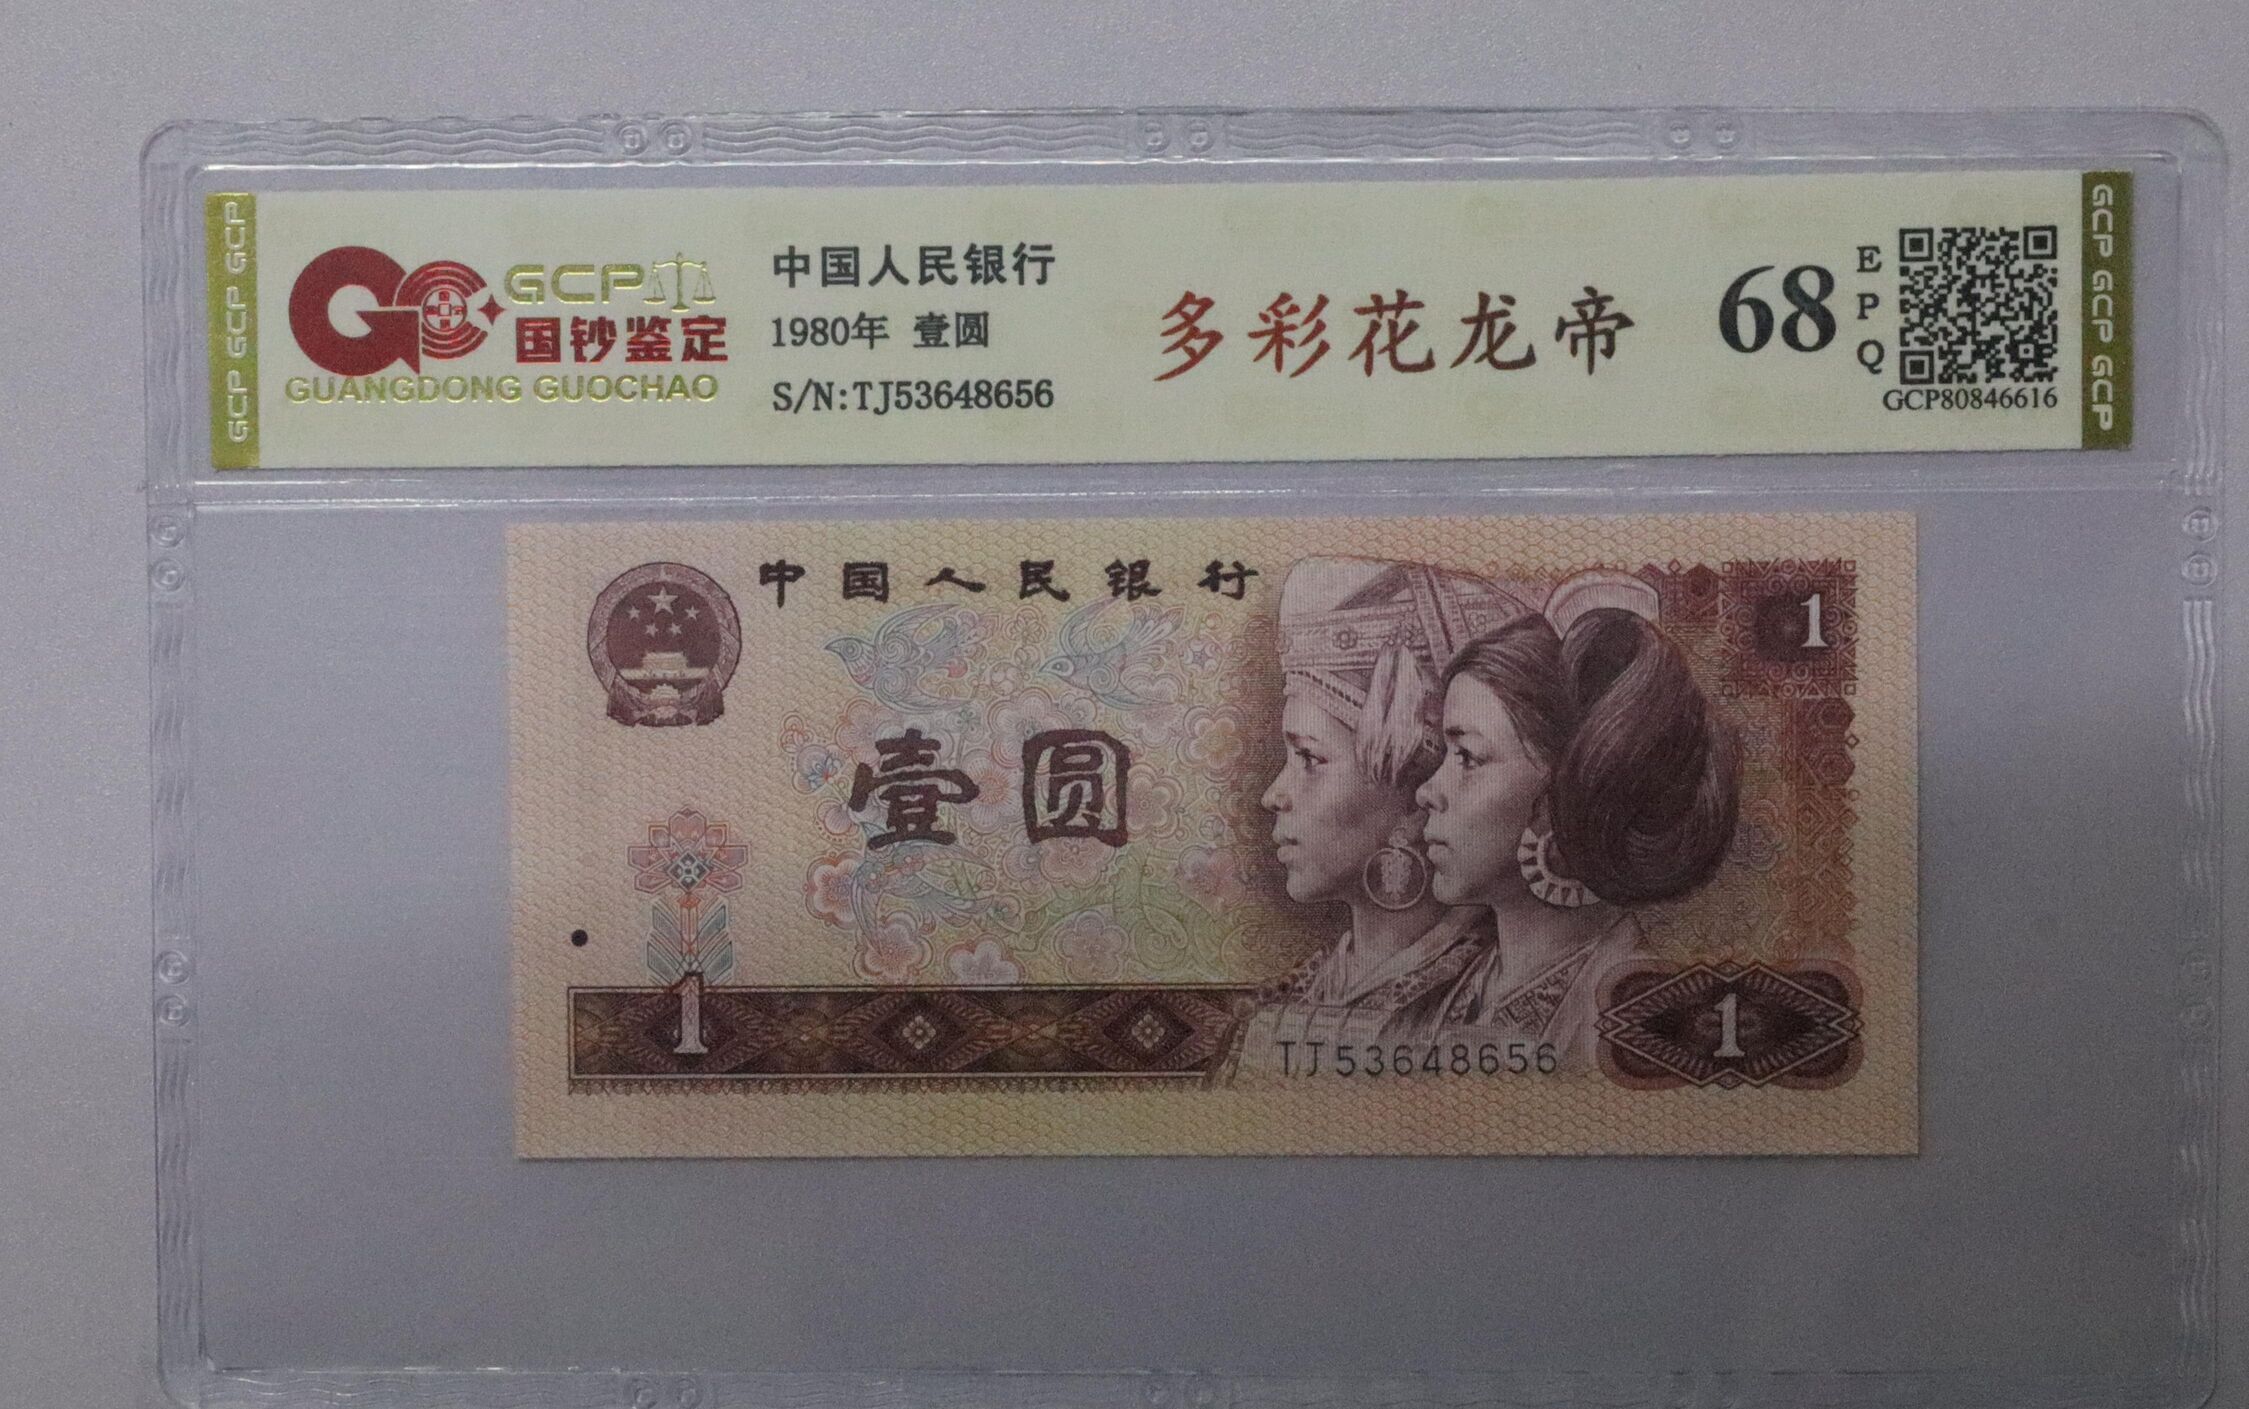 GCP GCP GCP
GCP
国钞鉴定
GUANGDONG GUOCHAO
中国人民银行
1980年 壹圆
S/N:TJ53648656
多彩花龙帝
68
E
P
Q
GCP80846616
GCP GCP GCP
中国人民银行
1
壹圆
1
TJ53648656
1